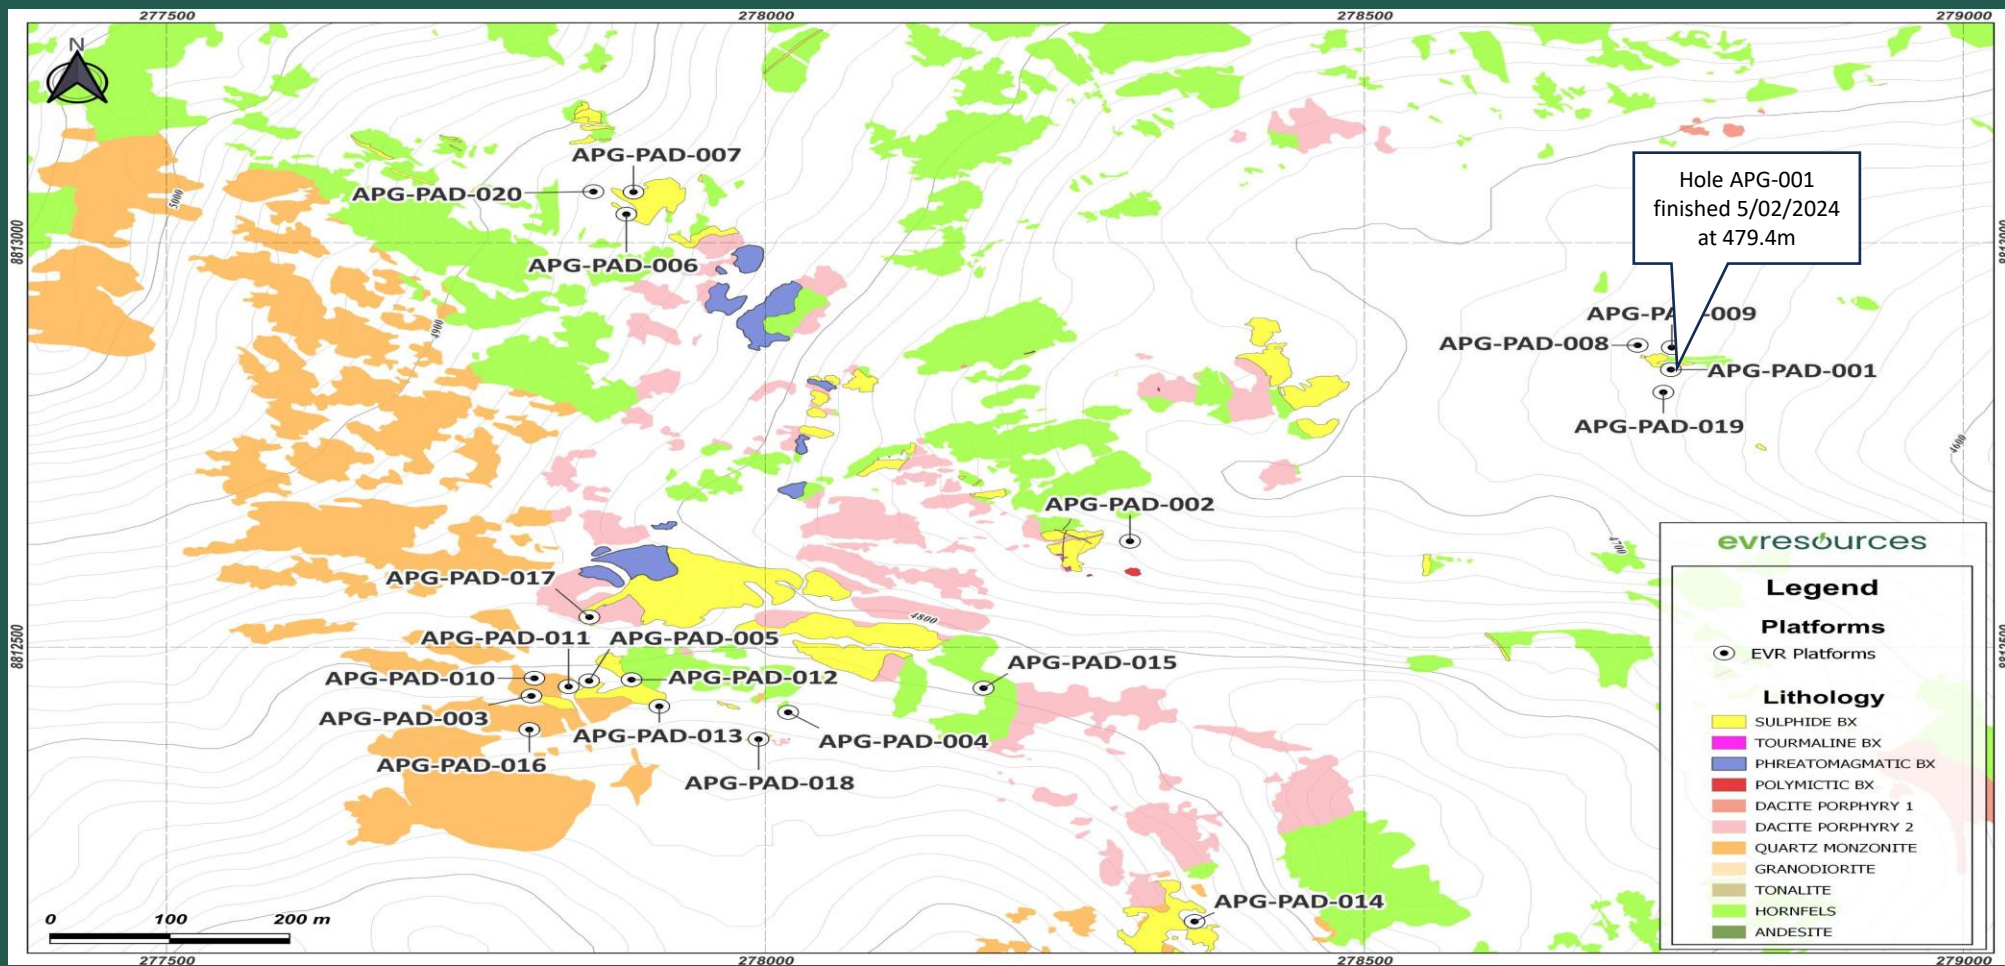 277500
278000
278500
279000
N
APG-PAD-007
APG-PAD-020
5000
Hole APG-001
finished 5/02/2024
at 479.4m
8813000
APG-PAD-006
4900
APG-PAD-008
APG-PAD-001
APG-PAD-019
4600
APG-PAD-002
4700
evresources
Legend
Platforms
EVR Platforms
Lithology
SULPHIDE BX
TOURMALINE BX
PHREATOMAGMATIC BX
POLYMICTIC BX
DACITE PORPHYRY 1
DACITE PORPHYRY 2
QUARTZ MONZONITE
GRANODIORITE
TONALITE
HORNFELS
ANDESITE
APG-PAD-017
4800
8812500
APG-PAD-011
APG-PAD-005
APG-PAD-015
APG-PAD-010
APG-PAD-012
APG-PAD-003
APG-PAD-013
APG-PAD-004
APG-PAD-016
APG-PAD-018
APG-PAD-014
0 100 200 m
277500
278000
278500
279000